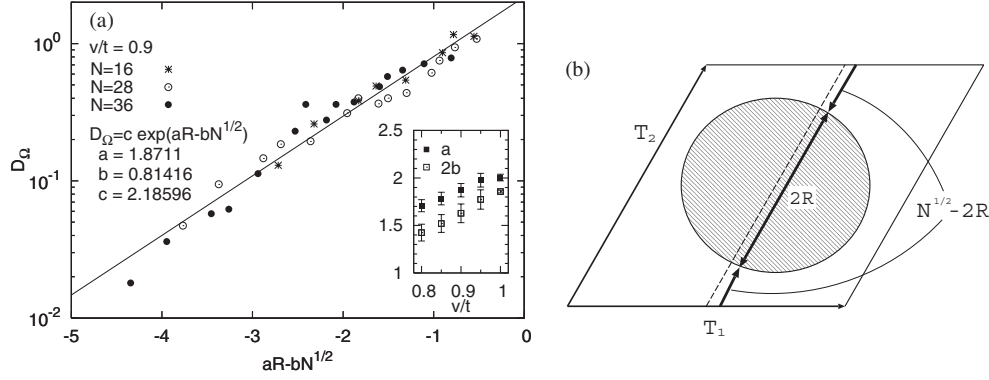 (a)
v/t = 0.9
N=16
N=28
N=36
D_Ω=c exp(aR-bN^1/2)
a = 1.8711
b = 0.81416
c = 2.18596
D_Ω
10^0
10^-1
10^-2
-5 -4 -3 -2 -1 0
aR-bN^1/2
2.5
2
1.5
1
a
2b
0.8 0.9 1
v/t
(b)
T_2
2R
N^1/2-2R
T_1